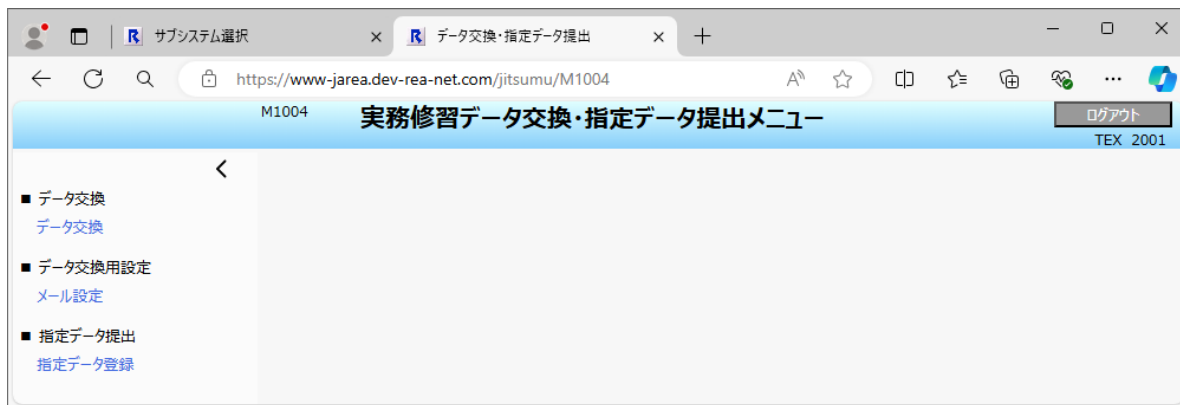 サブシステム選択
データ交換・指定データ提出
https://www-jarea.dev-rea-net.com/jitsumu/M1004
M1004
実務修習データ交換・指定データ提出メニュー
ログアウト
TEX 2001
■ データ交換
データ交換
■ データ交換用設定
メール設定
■ 指定データ提出
指定データ登録